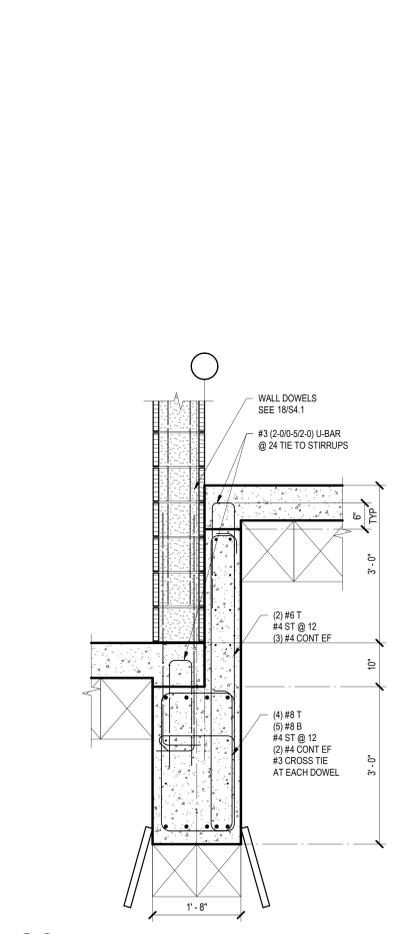 WALL DOWELS
SEE 18/S4.1
#3 (2-0/0-5/2-0) U-BAR
@ 24 TIE TO STIRRUPS
6"
TYP
3' - 0"
(2) #6 T
#4 ST @ 12
(3) #4 CONT EF
10"
(4) #8 T
(5) #8 B
#4 ST @ 12
(2) #4 CONT EF
#3 CROSS TIE
AT EACH DOWEL
3' - 0"
1' - 8"